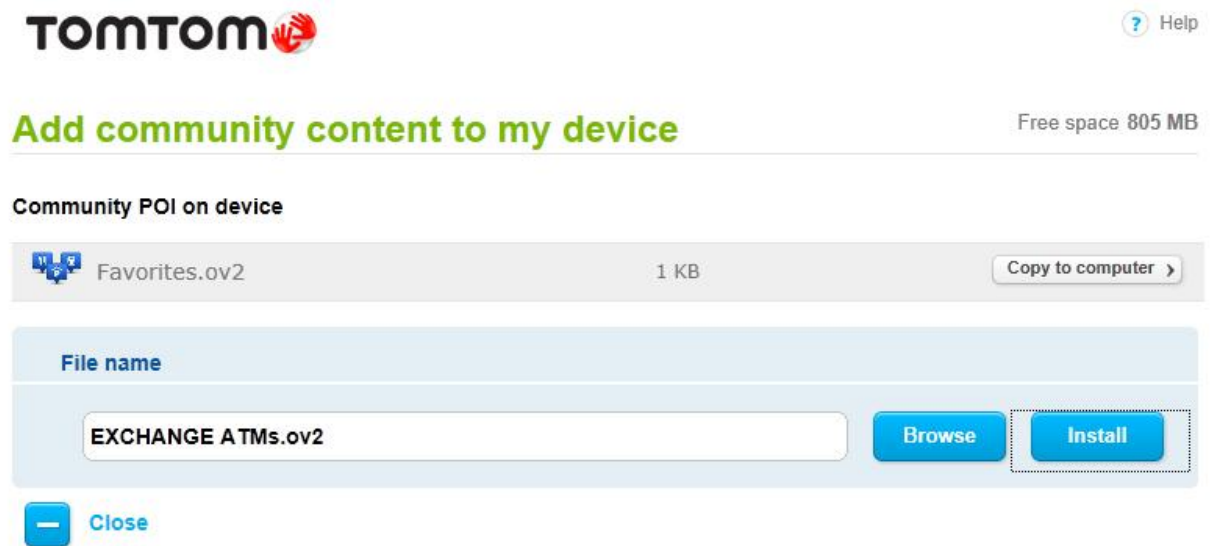 TOMTOM
? Help
Add community content to my device
Free space 805 MB
Community POI on device
Favorites.ov2 1 KB Copy to computer >
File name
EXCHANGE ATMs.ov2 Browse Install
Close